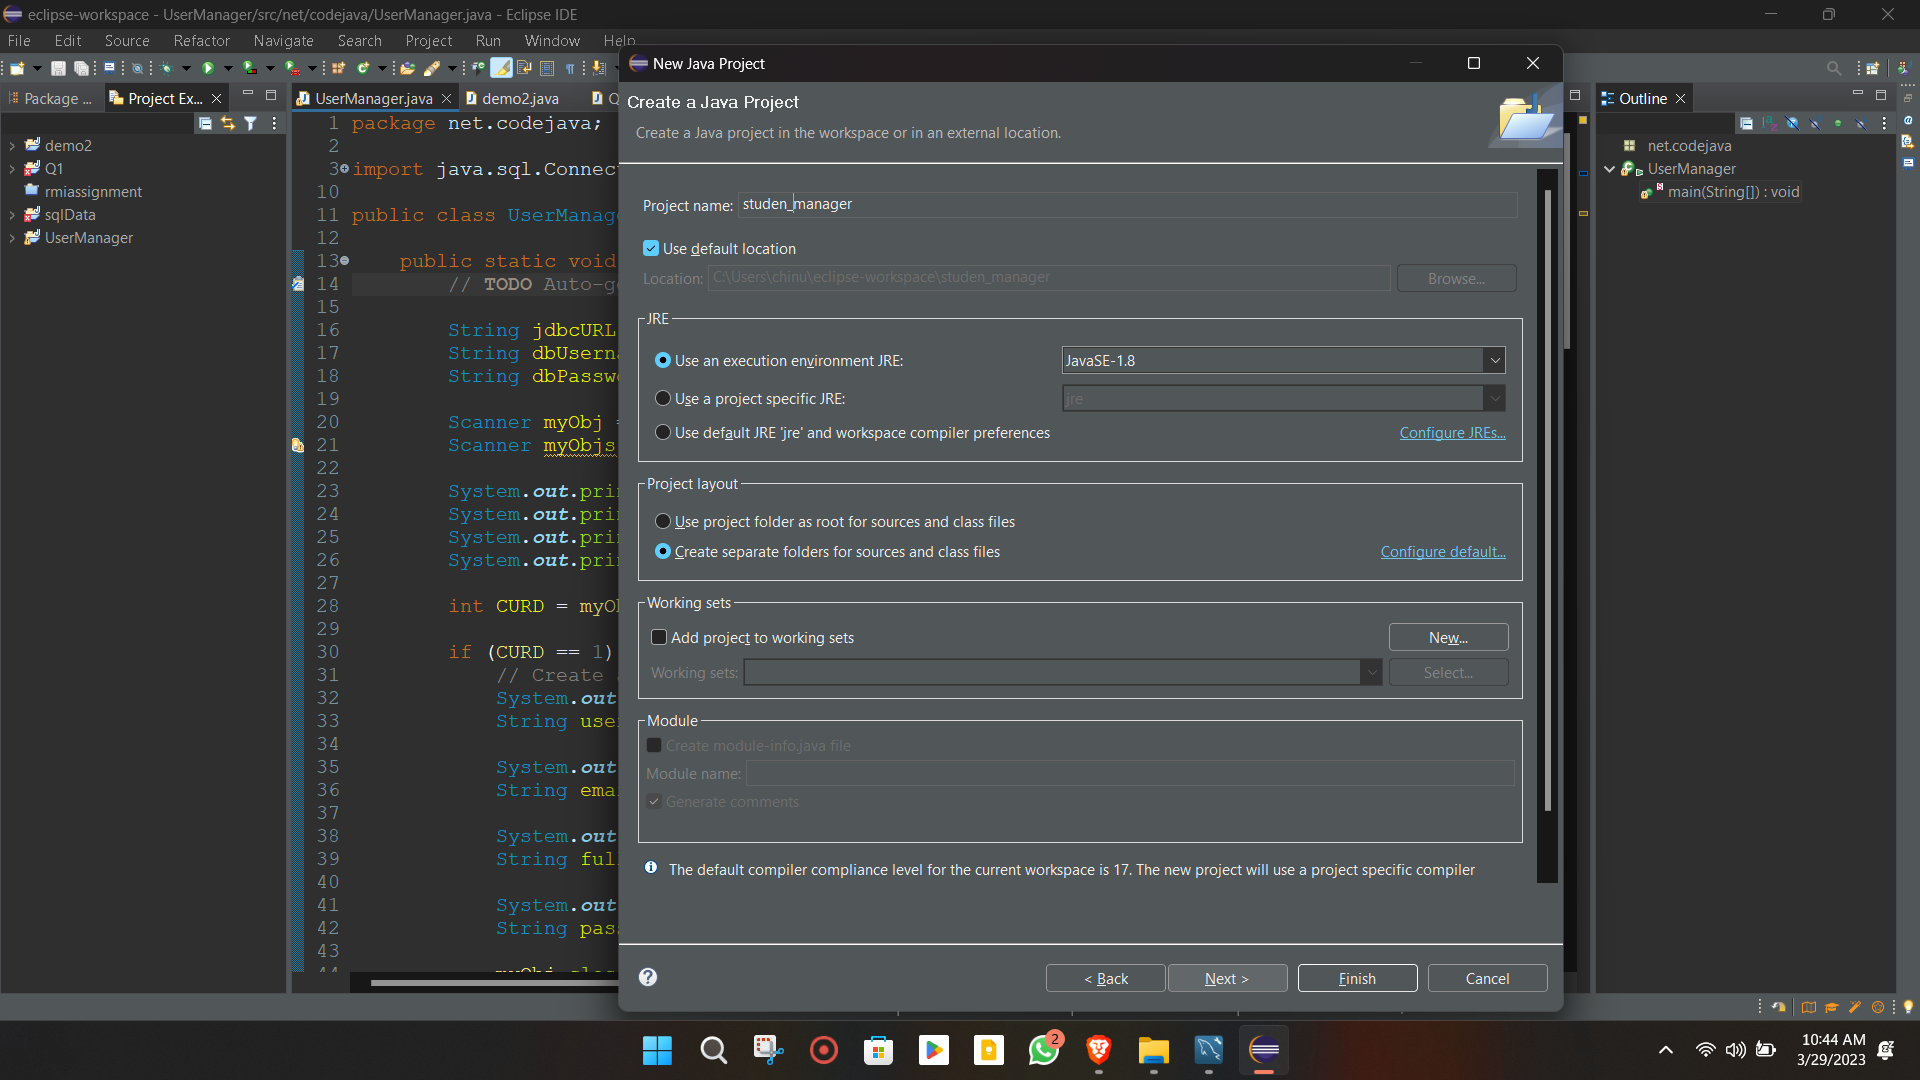 eclipse-workspace - UserManager/src/net/codejava/UserManager.java - Eclipse IDE
File Edit Source Refactor Navigate Search Project Run Window Help
Package ... Project Ex...
demo2
Q1
rmiassignment
sqlData
UserManager
UserManager.java demo2.java
1 package net.codejava;
2
3 import java.sql.Connec
10
11 public class UserManag
12
13 public static void
14 // TODO Auto-g
15
16 String jdbcURL
17 String dbUsern
18 String dbPassw
19
20 Scanner myObj
21 Scanner myObjs
22
23 System.out.pri
24 System.out.pri
25 System.out.pri
26 System.out.pri
27
28 int CURD = myO
29
30 if (CURD == 1)
31 // Create
32 System.out
33 String use
34
35 System.out
36 String ema
37
38 System.out
39 String ful
40
41 System.out
42 String pas
43
New Java Project
Create a Java Project
Create a Java project in the workspace or in an external location.
Project name: studen_manager
Use default location
Location: C:\Users\chinu\eclipse-workspace\studen_manager Browse...
JRE
Use an execution environment JRE: JavaSE-1.8
Use a project specific JRE: jre
Use default JRE 'jre' and workspace compiler preferences Configure JREs...
Project layout
Use project folder as root for sources and class files
Create separate folders for sources and class files Configure default...
Working sets
Add project to working sets New...
Working sets: Select...
Module
Create module-info.java file
Module name:
Generate comments
The default compiler compliance level for the current workspace is 17. The new project will use a project specific compiler
< Back Next > Finish Cancel
Outline
net.codejava
UserManager
main(String[]) : void
2
10:44 AM
3/29/2023